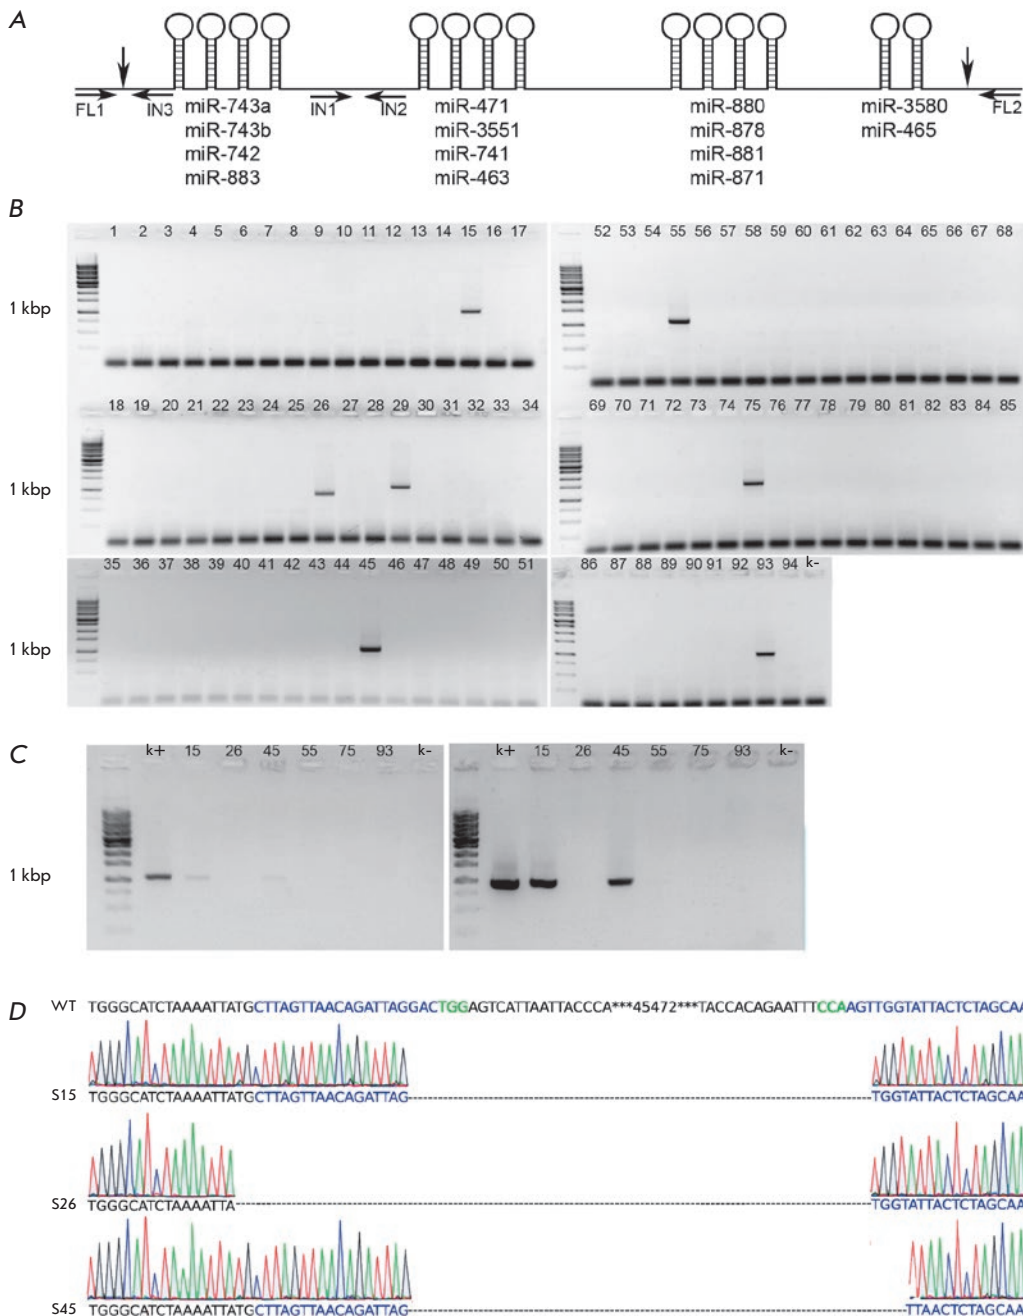 A
FL1 IN3 IN1 IN2 FL2
miR-743a miR-471 miR-880 miR-3580
miR-743b miR-3551 miR-878 miR-465
miR-742 miR-741 miR-881
miR-883 miR-463 miR-871
B
1 2 3 4 5 6 7 8 9 10 11 12 13 14 15 16 17
52 53 54 55 56 57 58 59 60 61 62 63 64 65 66 67 68
1 kbp
18 19 20 21 22 23 24 25 26 27 28 29 30 31 32 33 34
69 70 71 72 73 74 75 76 77 78 79 80 81 82 83 84 85
1 kbp
35 36 37 38 39 40 41 42 43 44 45 46 47 48 49 50 51
86 87 88 89 90 91 92 93 94 k-
1 kbp
C
k+ 15 26 45 55 75 93 k-
k+ 15 26 45 55 75 93 k-
1 kbp
D
WT TGGGCATCTAAAATTATGCTTAGTTAACAGATTAGGACTGGAGTCATTAATTACCCA***45472***TACCACAGAATTTCCAAGTTGGTATTACTCTAGCAA
S15 TGGGCATCTAAAATTATGCTTAGTTAACAGATTAG TGGTATTACTCTAGCAA
S26 TGGGCATCTAAAATTA TGGTATTACTCTAGCAA
S45 TGGGCATCTAAAATTATGCTTAGTTAACAGATTAG TTAACTCTAGCAA